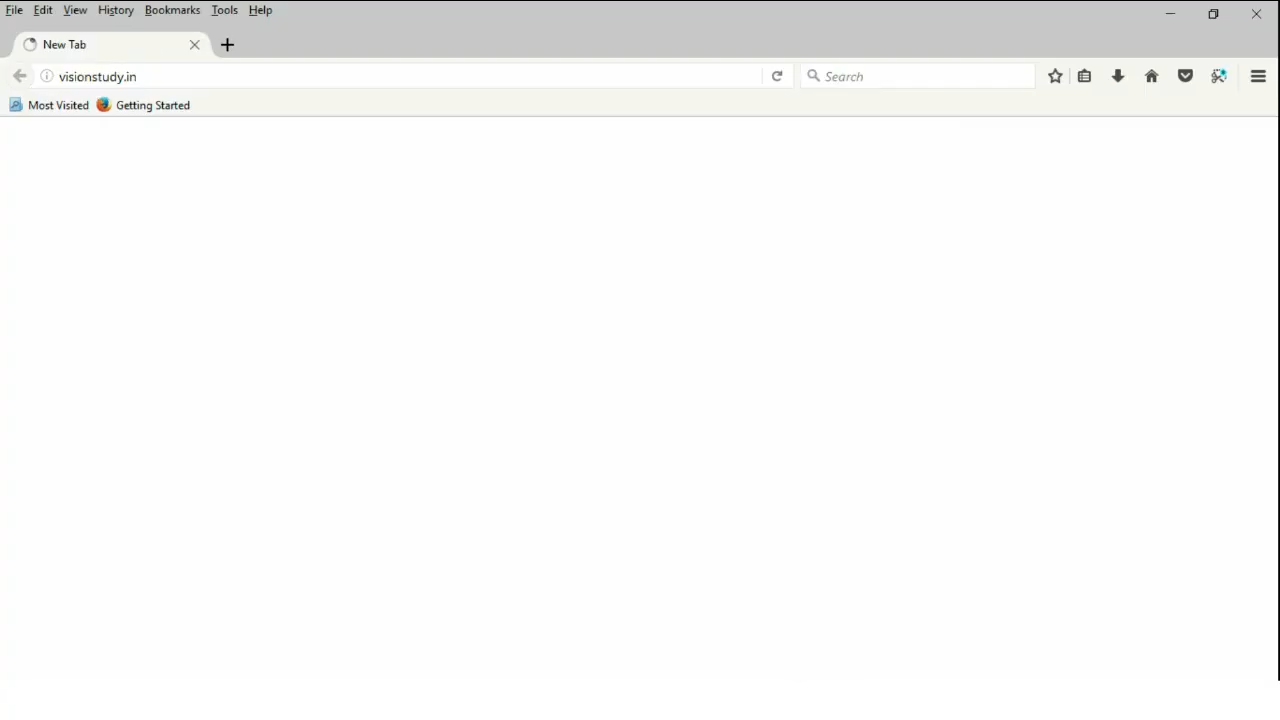 File Edit View History Bookmarks Tools Help
New Tab
visionstudy.in
Search
Most Visited Getting Started